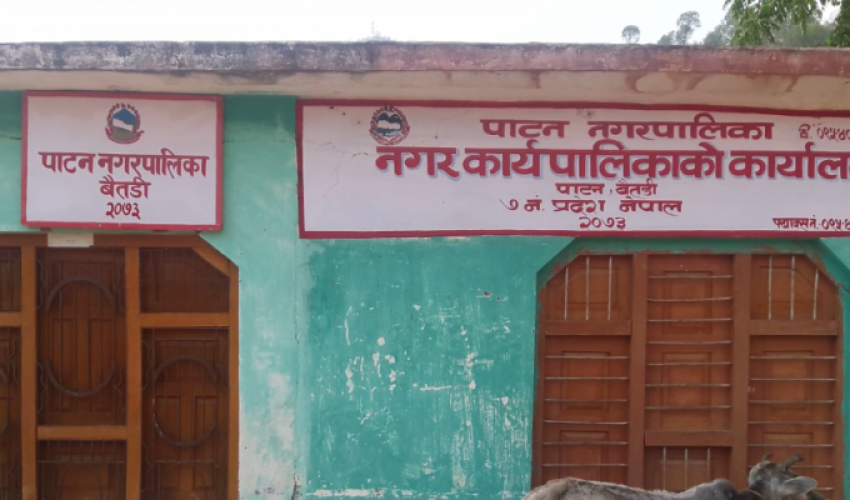 पाटन नगरपालिका
बैतडी
२०७३
पाटन नगरपालिका
नगर कार्यपालिकाको
पाटन, बैतडी
७ नं. प्रदेश नेपाल
२०७३